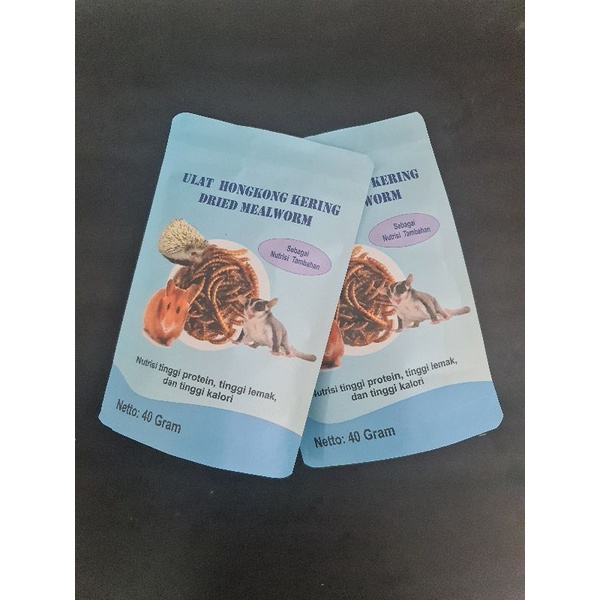 ULAT HONGKONG KERING
DRIED MEALWORM
Sebagai
Nutrisi Tambahan
Nutrisi tinggi protein, tinggi lemak,
dan tinggi kalori
Netto: 40 Gram
KERING
WORM
Sebagai
Nutrisi Tambahan
Nutrisi tinggi protein, tinggi lemak,
dan tinggi kalori
Netto: 40 Gram